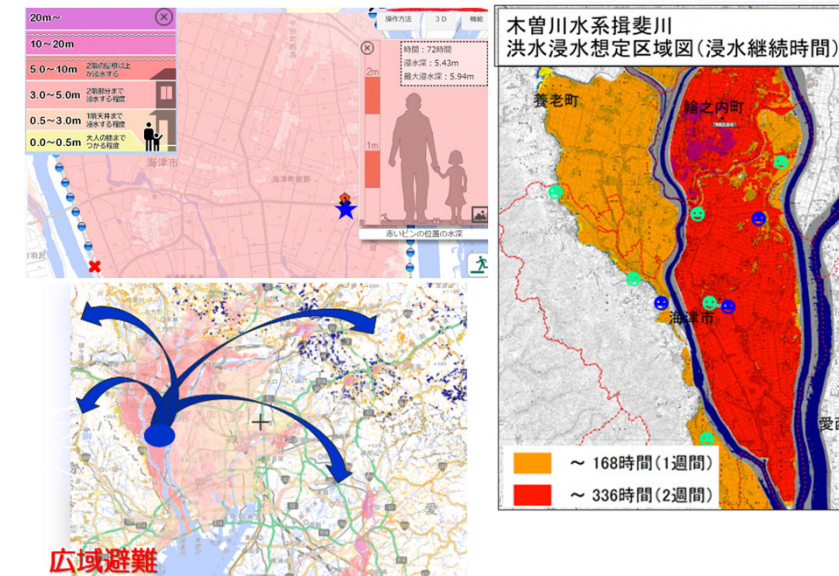 20m～
10～20m
5.0～10m 2階の屋根以上
が浸水する
3.0～5.0m 2階部分まで
浸水する程度
0.5～3.0m 1階天井まで
浸水する程度
0.0～0.5m 大人の膝まで
つかる程度
海津市
操作方法 3D 機能
時間：72時間
浸水深：5.43m
最大浸水深：5.94m
2m
1m
赤いピンの位置の水深
広域避難
木曽川水系揖斐川
洪水浸水想定区域図(浸水継続時間)
養老町
輪之内町
海津市
愛西
～ 168時間(1週間)
～ 336時間(2週間)